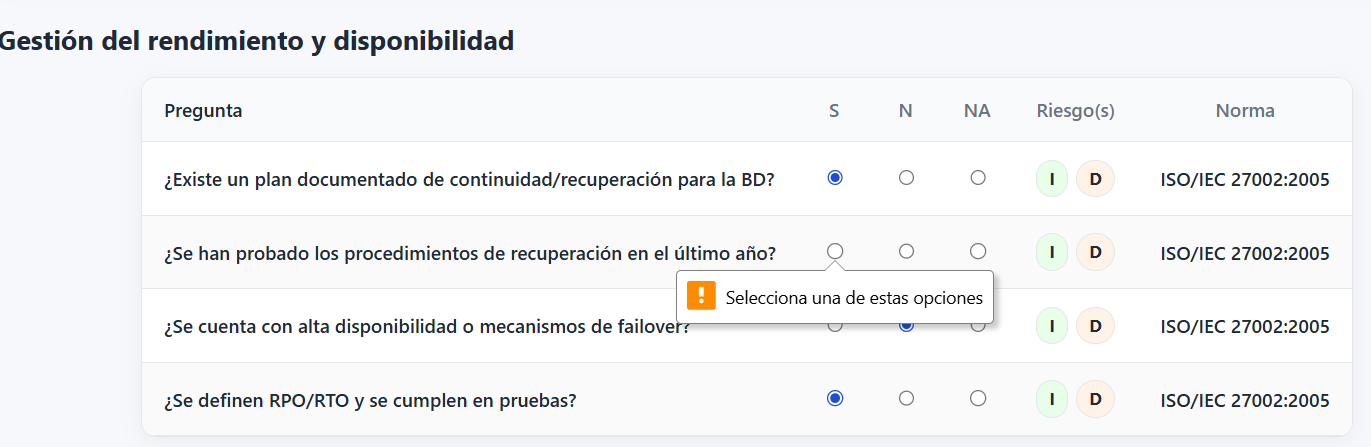 Gestión del rendimiento y disponibilidad
Pregunta S N NA Riesgo(s) Norma
¿Existe un plan documentado de continuidad/recuperación para la BD? I D ISO/IEC 27002:2005
¿Se han probado los procedimientos de recuperación en el último año? I D ISO/IEC 27002:2005
! Selecciona una de estas opciones
¿Se cuenta con alta disponibilidad o mecanismos de failover? I D ISO/IEC 27002:2005
¿Se definen RPO/RTO y se cumplen en pruebas? I D ISO/IEC 27002:2005